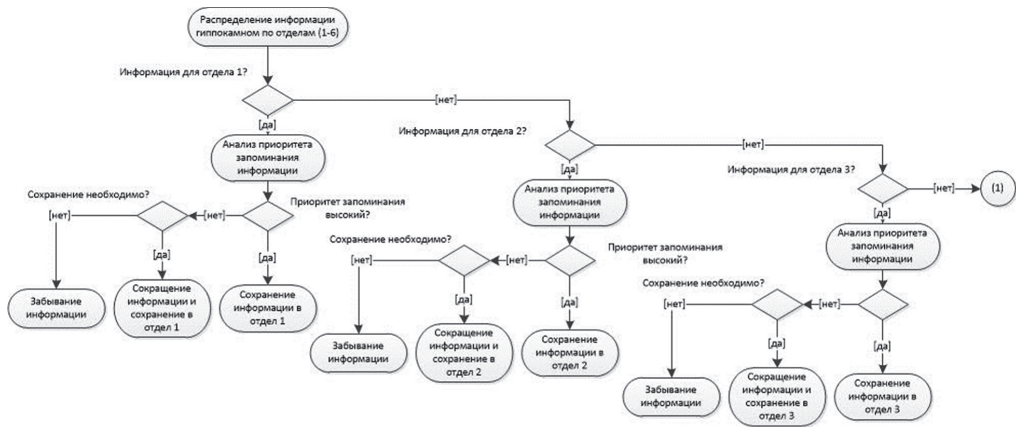 Распределение информации
гиппокамном по отделам (1-6)
Информация для отдела 1?
[нет]
[да]
Анализ приоритета
запоминания
информации
Сохранение необходимо?
[нет]
[нет]
Приоритет запоминания
высокий?
[да]
[да]
Забывание
информации
Сокращение
информации и
сохранение в
отдел 1
Сохранение
информации в
отдел 1
Информация для отдела 2?
[нет]
[да]
Анализ приоритета
запоминания
информации
Сохранение необходимо?
[нет]
[нет]
Приоритет запоминания
высокий?
[да]
[да]
Забывание
информации
Сокращение
информации и
сохранение в
отдел 2
Сохранение
информации в
отдел 2
Информация для отдела 3?
[нет]
(1)
[да]
Анализ приоритета
запоминания
информации
Сохранение необходимо?
[нет]
[нет]
[да]
[да]
Забывание
информации
Сокращение
информации и
сохранение в
отдел 3
Сохранение
информации в
отдел 3